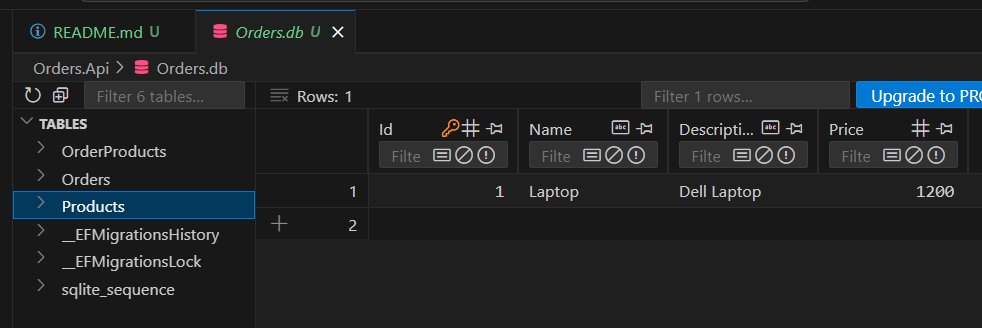 README.md U
Orders.db U
Orders.Api > Orders.db
Filter 6 tables...
Rows: 1
Filter 1 rows...
Upgrade to PRO
TABLES
OrderProducts
Orders
Products
__EFMigrationsHistory
__EFMigrationsLock
sqlite_sequence
Id Name Descripti... Price
Filte Filte Filte Filte
1 1 Laptop Dell Laptop 1200
2